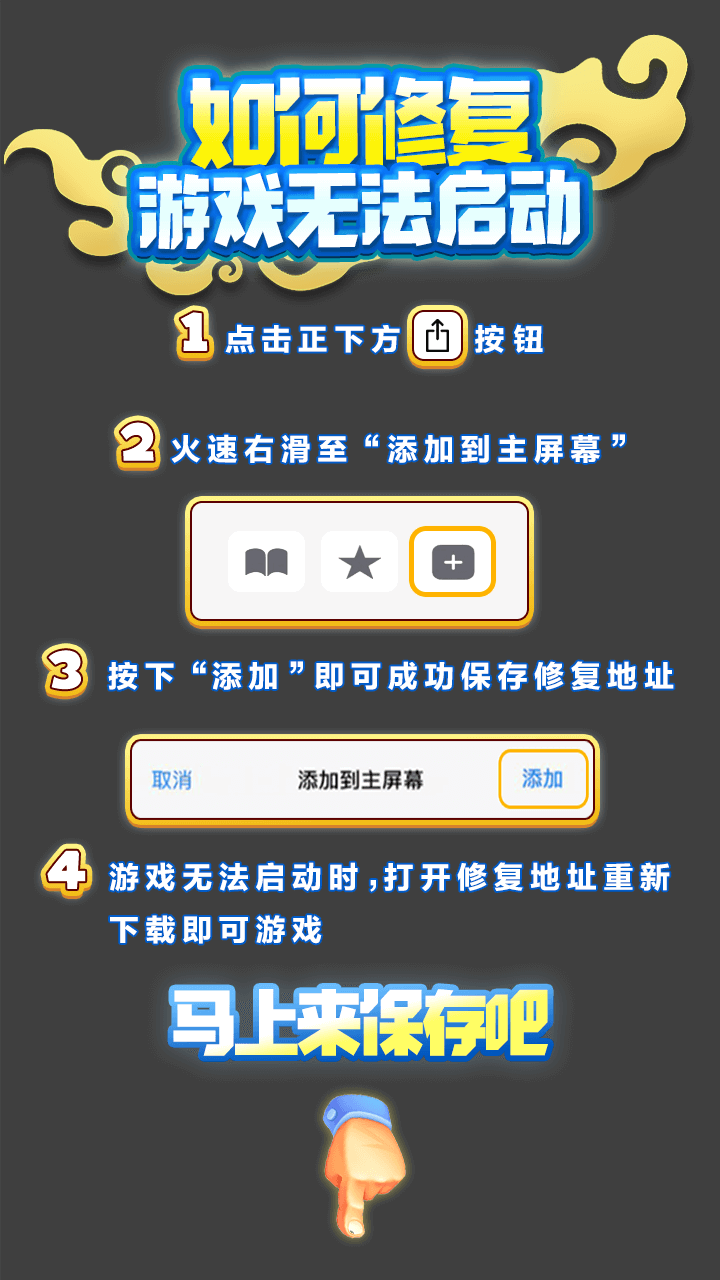 如何修复
游戏无法启动
1 点击正下方 按钮
2 火速右滑至“添加到主屏幕”
3 按下“添加”即可成功保存修复地址
取消 添加到主屏幕 添加
4 游戏无法启动时,打开修复地址重新
下载即可游戏
马上来保存吧